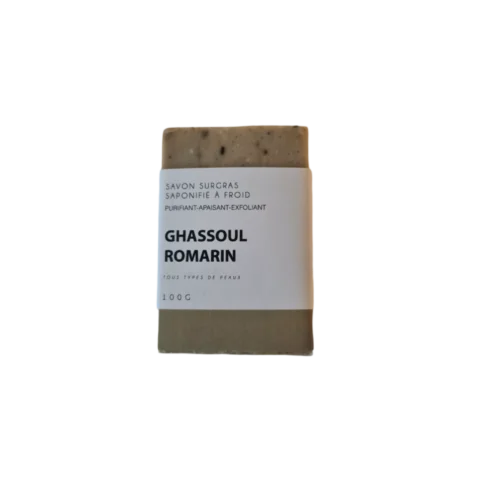 SAVON SURGRAS
SAPONIFIÉ À FROID
PURIFIANT-APAISANT-EXFOLIANT
GHASSOUL
ROMARIN
TOUS TYPES DE PEAUX
100G